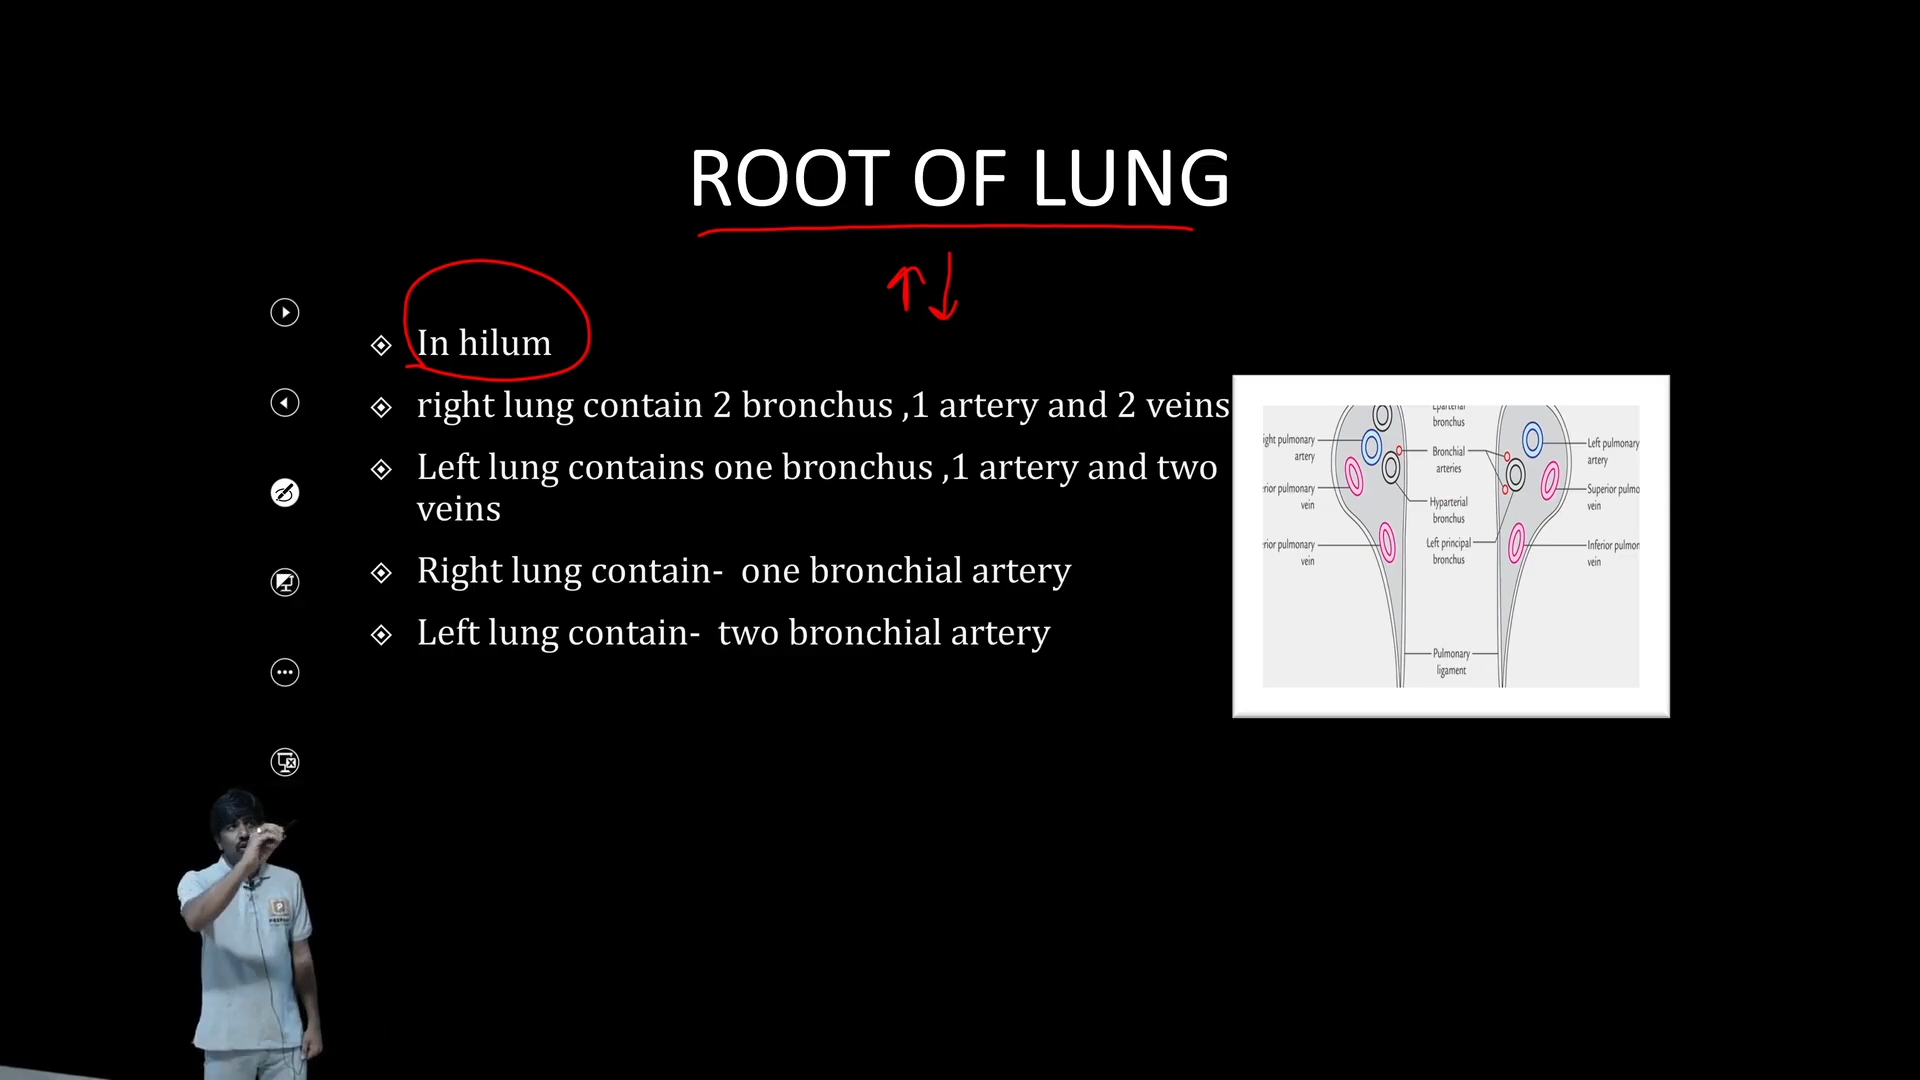 ROOT OF LUNG
In hilum
right lung contain 2 bronchus ,1 artery and 2 veins
Left lung contains one bronchus ,1 artery and two
veins
Right lung contain-  one bronchial artery
Left lung contain-  two bronchial artery
Eparterial
bronchus
ight pulmonary
artery
Bronchial
arteries
Left pulmonary
artery
rior pulmonary
vein
Hyparterial
bronchus
Superior pulmo
vein
rior pulmonary
vein
Left principal
bronchus
Inferior pulmor
vein
Pulmonary
ligament